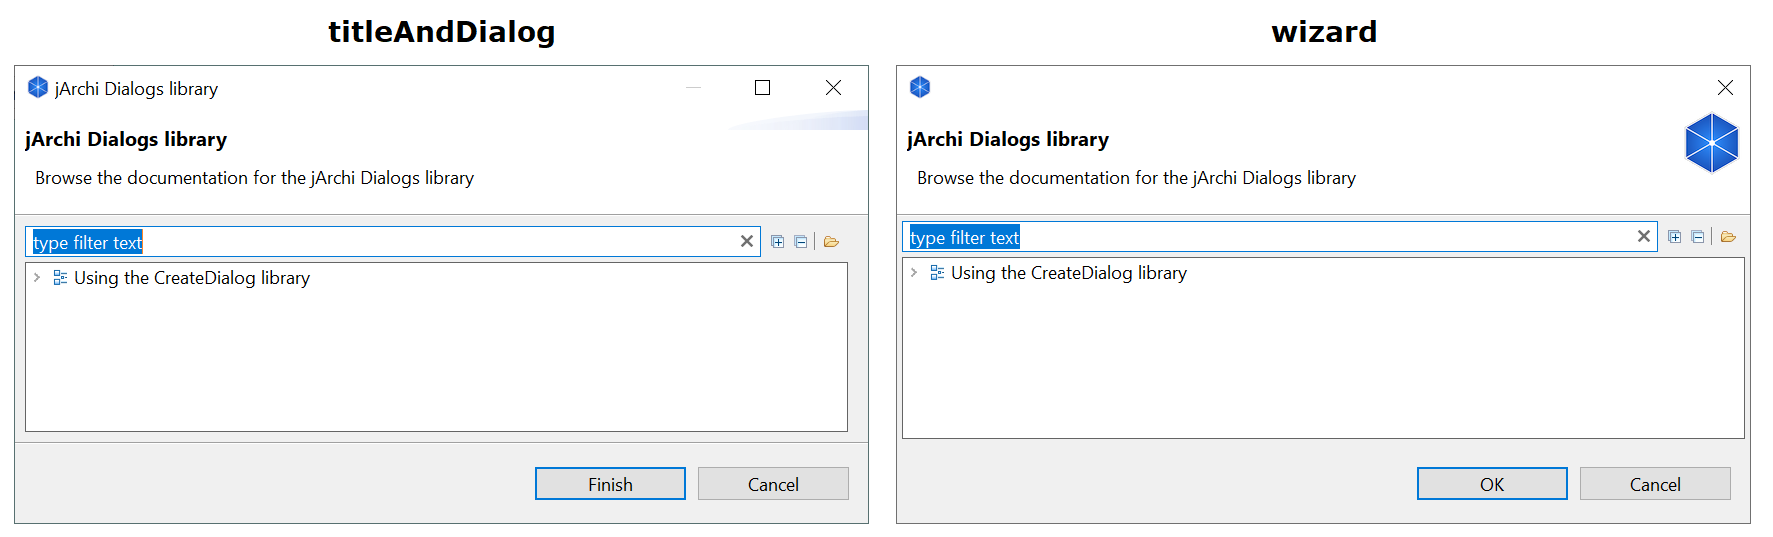 titleAndDialog
jArchi Dialogs library
jArchi Dialogs library
Browse the documentation for the jArchi Dialogs library
type filter text
Using the CreateDialog library
Finish
Cancel
wizard
jArchi Dialogs library
Browse the documentation for the jArchi Dialogs library
type filter text
Using the CreateDialog library
OK
Cancel